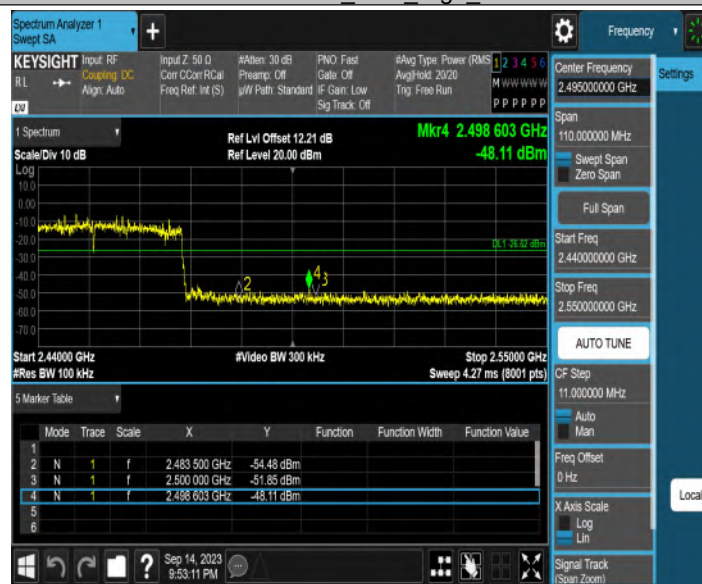 Spectrum Analyzer 1
Swept SA
+
Frequency
KEYSIGHT Input: RF
RL Coupling: DC
Align: Auto
Input Z: 50 Ω
Corr CCorr RCal
Freq Ref: Int (S)
#Atten: 30 dB
Preamp: Off
µW Path: Standard
PNO: Fast
Gate: Off
IF Gain: Low
Sig Track: Off
#Avg Type: Power (RMS
Avg|Hold: 20/20
Trig: Free Run
1 2 3 4 5 6
M W W W W W
P P P P P P
LXI
1 Spectrum
Scale/Div 10 dB
Log
Ref Lvl Offset 12.21 dB
Ref Level 20.00 dBm
Mkr4 2.498 603 GHz
-48.11 dBm
10.0
0.00
-10.0
-20.0
-30.0
-40.0
-50.0
-60.0
-70.0
DL1 -26.62 dBm
2
4
3
Start 2.44000 GHz
#Res BW 100 kHz
#Video BW 300 kHz
Stop 2.55000 GHz
Sweep 4.27 ms (8001 pts)
5 Marker Table
Mode Trace Scale X Y Function Function Width Function Value
1
2 N 1 f 2.483 500 GHz -54.48 dBm
3 N 1 f 2.500 000 GHz -51.85 dBm
4 N 1 f 2.498 603 GHz -48.11 dBm
5
6
Sep 14, 2023
9:53:11 PM
?
Center Frequency
2.495000000 GHz
Span
110.000000 MHz
Swept Span
Zero Span
Full Span
Start Freq
2.440000000 GHz
Stop Freq
2.550000000 GHz
AUTO TUNE
CF Step
11.000000 MHz
Auto
Man
Freq Offset
0 Hz
X Axis Scale
Log
Lin
Signal Track
(Span Zoom)
Settings
Local